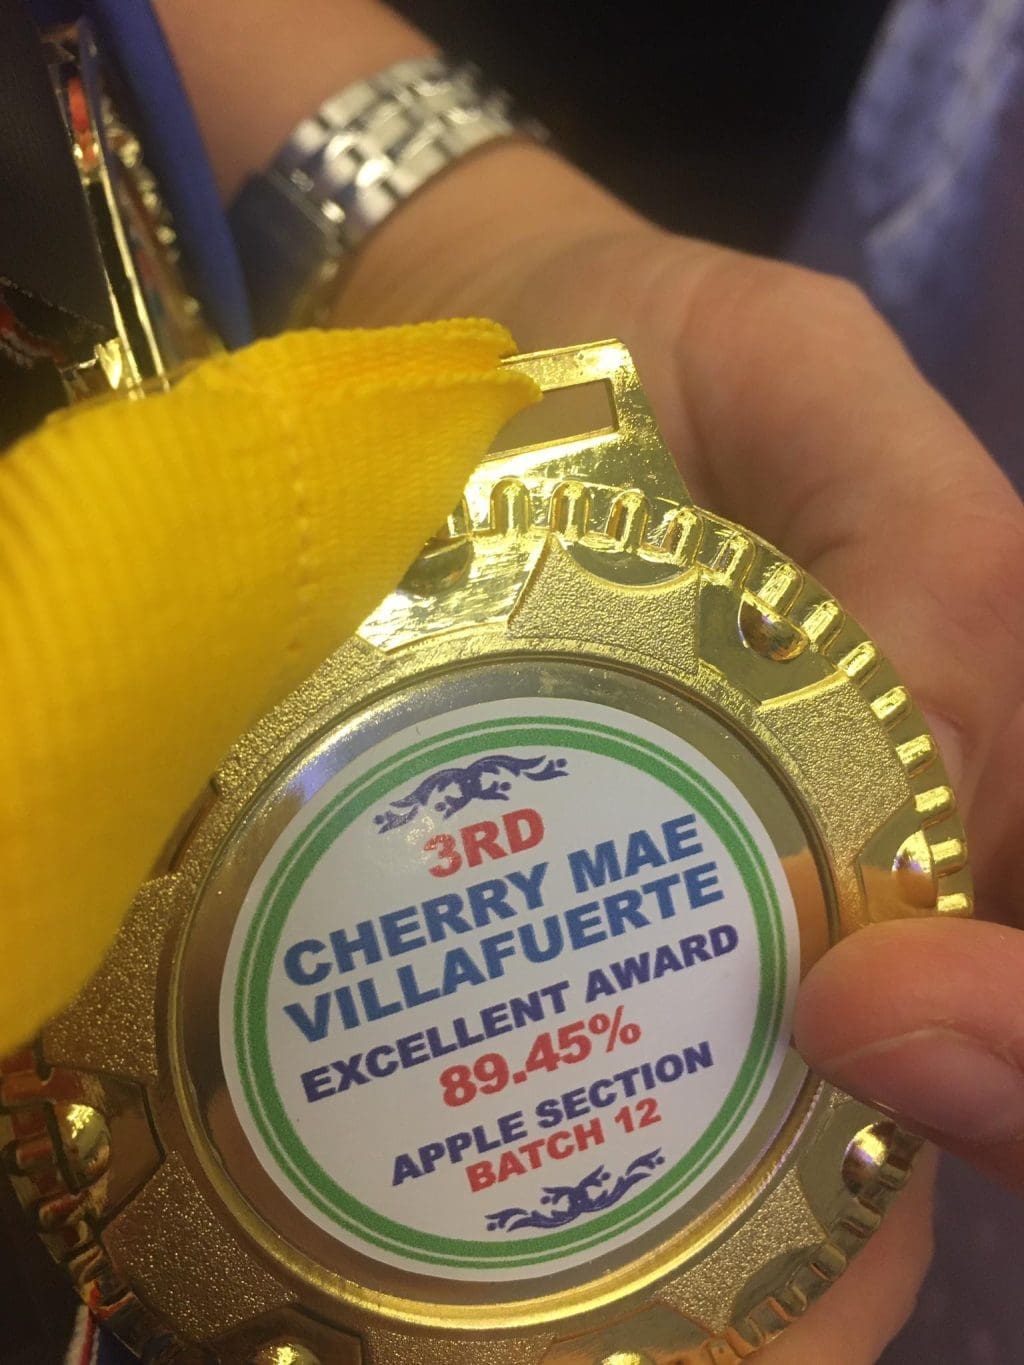 3RD
CHERRY MAE
VILLAFUERTE
EXCELLENT AWARD
89.45%
APPLE SECTION
BATCH 12